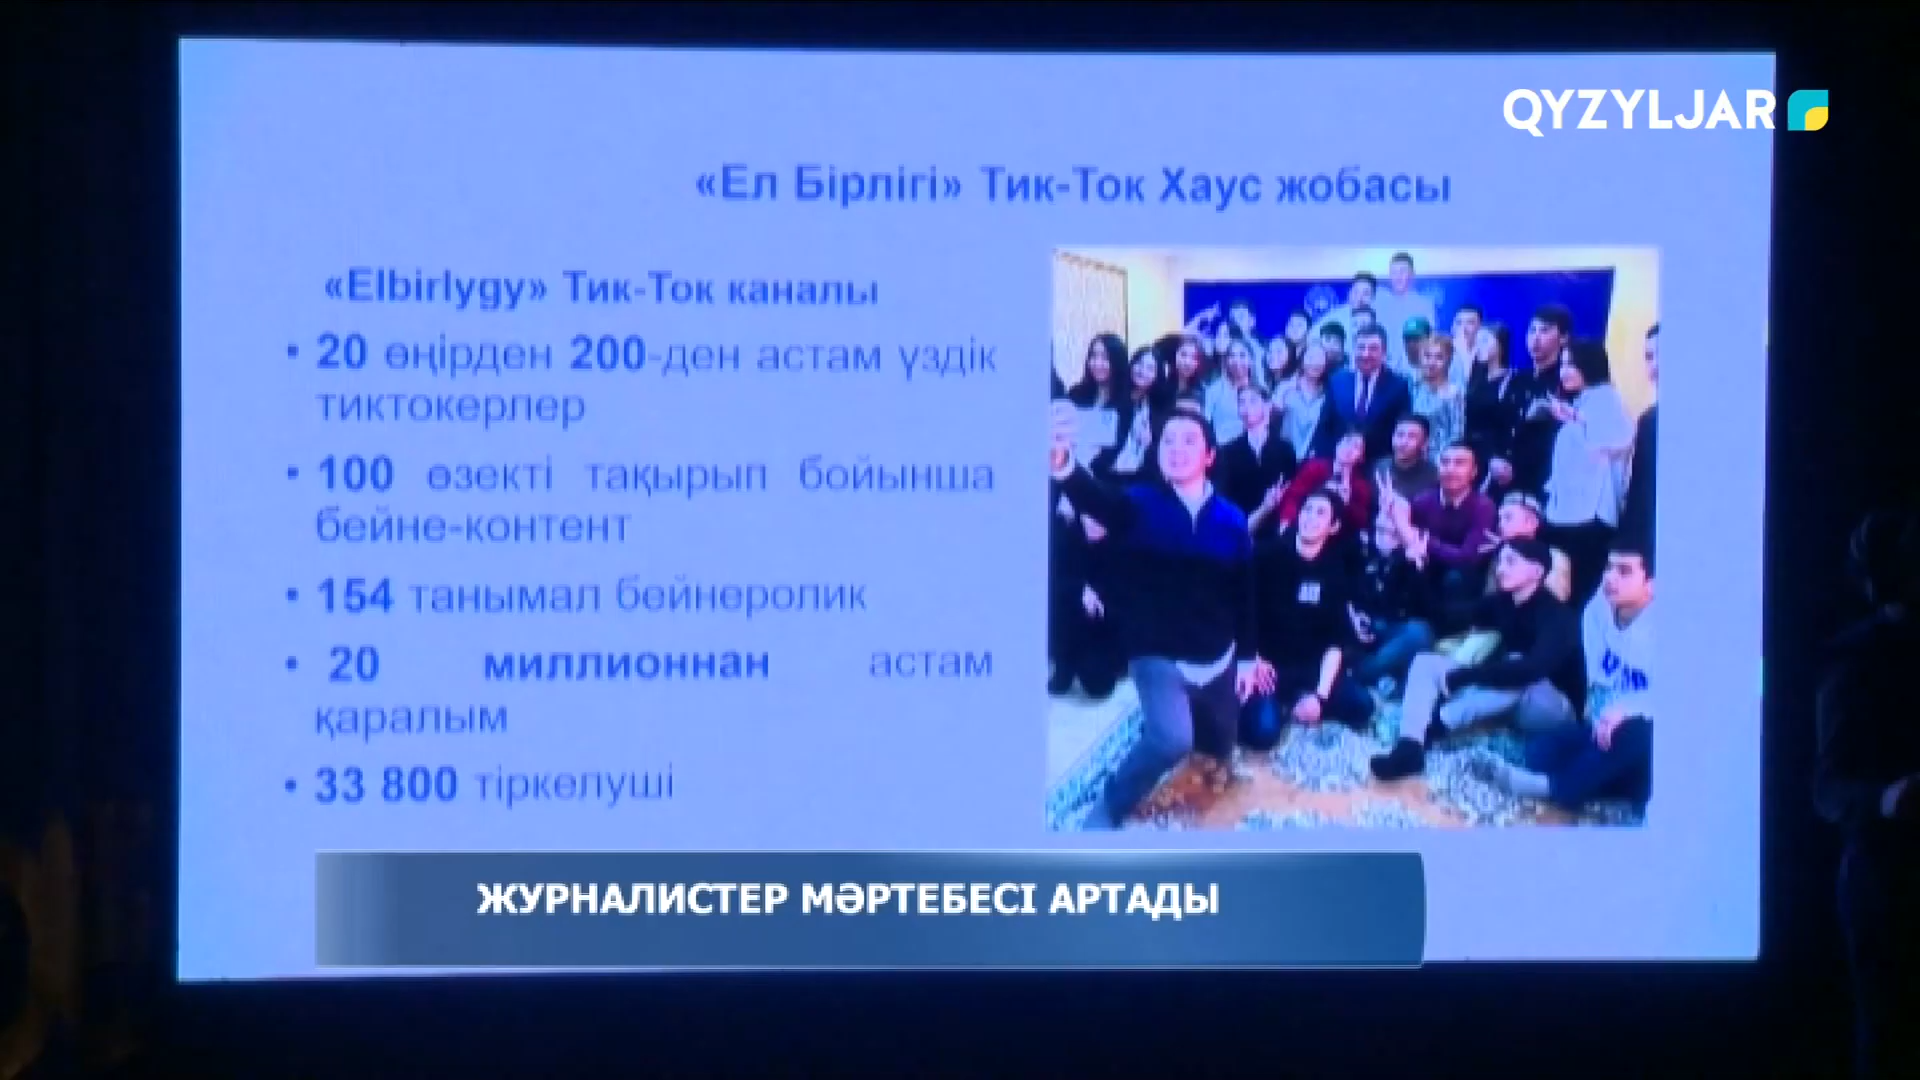 QYZYLJAR
«Ел Бірлігі» Тик-Ток Хаус жобасы
«Elbirlygy» Тик-Ток каналы
• 20 өңірден 200-ден астам үздік
тиктокерлер
• 100 өзекті тақырып бойынша
бейне-контент
• 154 танымал бейнеролик
• 20 миллионнан астам
қаралым
• 33 800 тіркелуші
ЖУРНАЛИСТЕР МӘРТЕБЕСІ АРТАДЫ